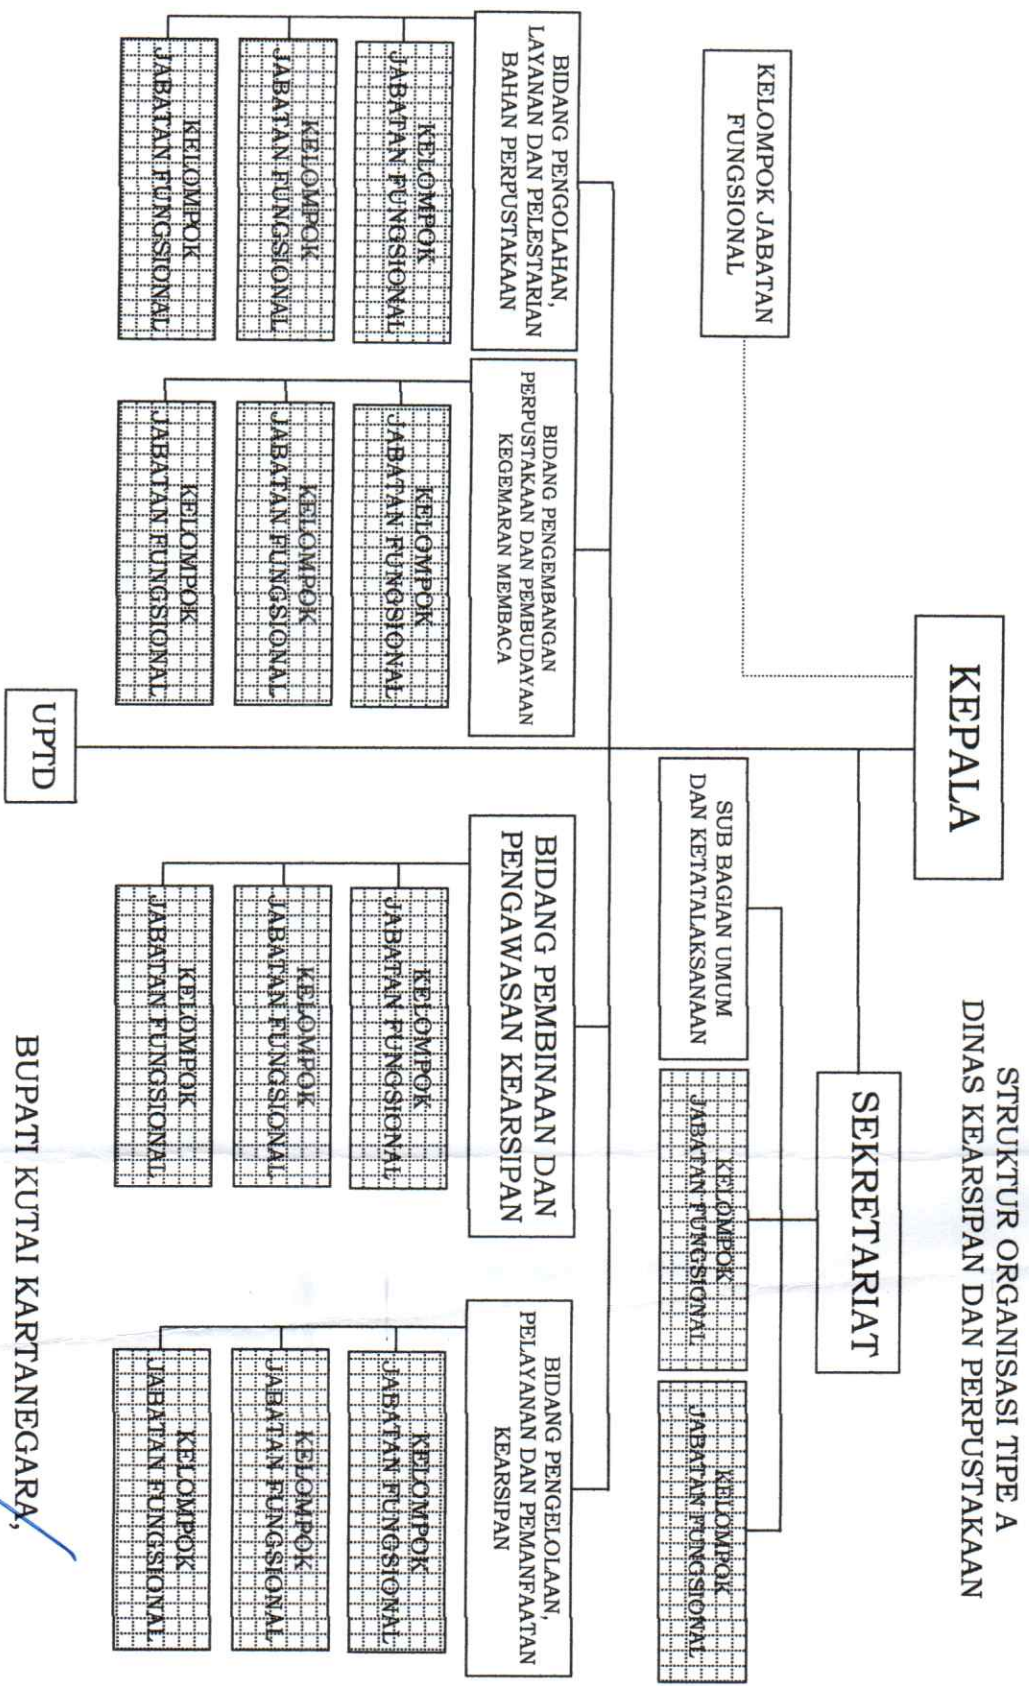 STRUKTUR ORGANISASI TIPE A
DINAS KEARSIPAN DAN PERPUSTAKAAN
KEPALA
SEKRETARIAT
KELOMPOK JABATAN
FUNGSIONAL
SUB BAGIAN UMUM
DAN KETATALAKSANAAN
KELOMPOK
JABATAN FUNGSIONAL
KELOMPOK
JABATAN FUNGSIONAL
BIDANG PENGOLAHAN,
LAYANAN DAN PELESTARIAN
BAHAN PERPUSTAKAAN
KELOMPOK
JABATAN FUNGSIONAL
KELOMPOK
JABATAN FUNGSIONAL
KELOMPOK
JABATAN FUNGSIONAL
BIDANG PENGEMBANGAN
PERPUSTAKAAN DAN PEMBUDAYAAN
KEGEMARAN MEMBACA
KELOMPOK
JABATAN FUNGSIONAL
KELOMPOK
JABATAN FUNGSIONAL
KELOMPOK
JABATAN FUNGSIONAL
BIDANG PEMBINAAN DAN
PENGAWASAN KEARSIPAN
KELOMPOK
JABATAN FUNGSIONAL
KELOMPOK
JABATAN FUNGSIONAL
KELOMPOK
JABATAN FUNGSIONAL
BIDANG PENGELOLAAN,
PELAYANAN DAN PEMANFAATAN
KEARSIPAN
KELOMPOK
JABATAN FUNGSIONAL
KELOMPOK
JABATAN FUNGSIONAL
KELOMPOK
JABATAN FUNGSIONAL
UPTD
BUPATI KUTAI KARTANEGARA,